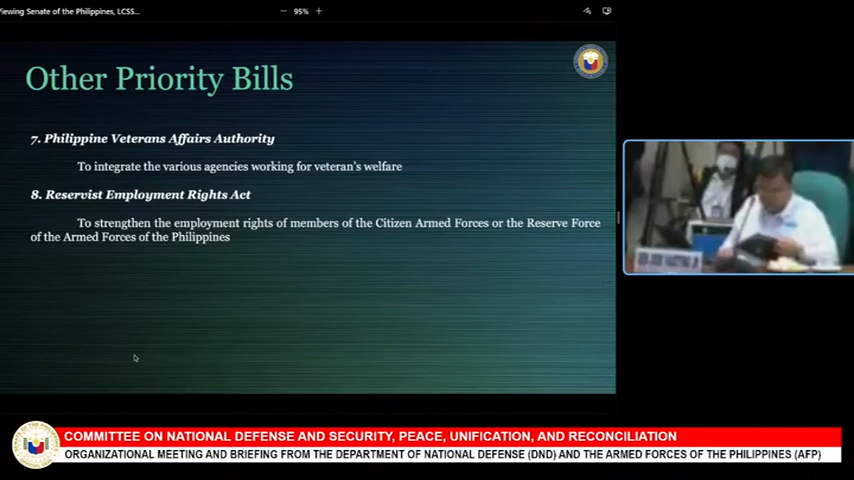 Viewing Senate of the Philippines, LCSS...
95%
Other Priority Bills
7. Philippine Veterans Affairs Authority
To integrate the various agencies working for veteran's welfare
8. Reservist Employment Rights Act
To strengthen the employment rights of members of the Citizen Armed Forces or the Reserve Force
of the Armed Forces of the Philippines
COMMITTEE ON NATIONAL DEFENSE AND SECURITY, PEACE, UNIFICATION, AND RECONCILIATION
ORGANIZATIONAL MEETING AND BRIEFING FROM THE DEPARTMENT OF NATIONAL DEFENSE (DND) AND THE ARMED FORCES OF THE PHILIPPINES (AFP)